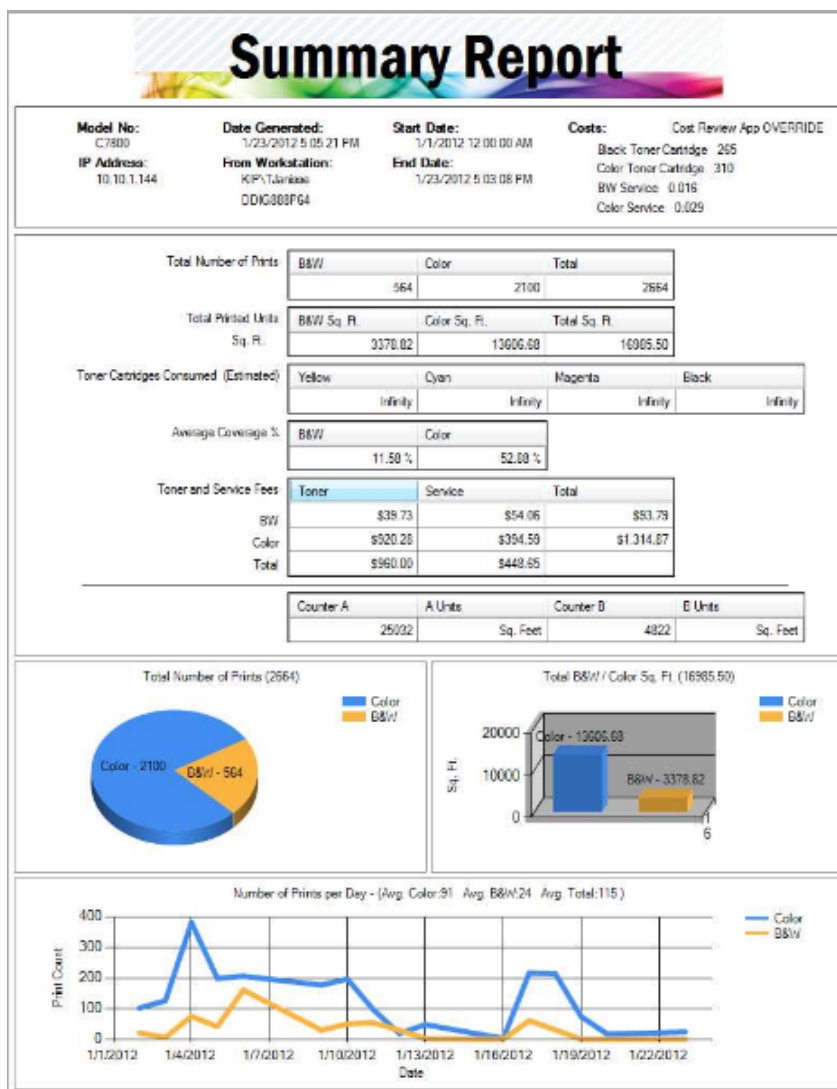 Summary Report
Model No: Date Generated: Start Date: Costs: Cost Review App OVERRIDE
C7800 1/23/2012 5:05:21 PM 1/1/2012 12:00:00 AM Black Toner Cartridge 265
IP Address: From Workstation: End Date: Color Toner Cartridge 310
10.10.1.144 KIP\TJanisse 1/23/2012 5:03:08 PM BW Service 0.016
Color Service 0.029
Total Number of Prints B&W Color Total
564 2100 2664
Total Printed Units B&W Sq. Ft. Color Sq. Ft. Total Sq. Ft.
Sq. Ft. 3378.82 13606.68 16985.50
Toner Cartridges Consumed (Estimated) Yellow Cyan Magenta Black
Infinity Infinity Infinity Infinity
Average Coverage % B&W Color
11.58 % 52.88 %
Toner and Service Fees Toner Service Total
BW $39.73 $54.06 $93.79
Color $920.28 $394.59 $1,314.87
Total $960.00 $448.65
Counter A A Units Counter B B Units
25032 Sq. Feet 4822 Sq. Feet
Total Number of Prints (2664)
Color
B&W
Color - 2100
B&W - 564
Total B&W / Color Sq. Ft. (16985.50)
Color
B&W
Sq. Ft.
20000
10000
0
Color - 13606.68
B&W - 3378.82
1
6
Number of Prints per Day - (Avg. Color:91 Avg. B&W:24 Avg. Total:115 )
Color
B&W
Print Count
400
300
200
100
0
1/1/2012 1/4/2012 1/7/2012 1/10/2012 1/13/2012 1/16/2012 1/19/2012 1/22/2012
Date